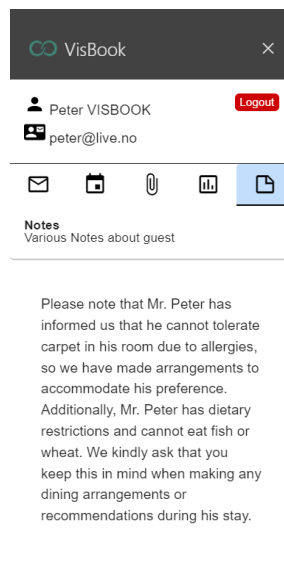 VisBook
Peter VISBOOK
Logout
peter@live.no
Notes
Various Notes about guest
Please note that Mr. Peter has
informed us that he cannot tolerate
carpet in his room due to allergies,
so we have made arrangements to
accommodate his preference.
Additionally, Mr. Peter has dietary
restrictions and cannot eat fish or
wheat. We kindly ask that you
keep this in mind when making any
dining arrangements or
recommendations during his stay.